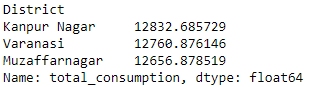 District
Kanpur Nagar     12832.685729
Varanasi         12760.876146
Muzaffarnagar    12656.878519
Name: total_consumption, dtype: float64